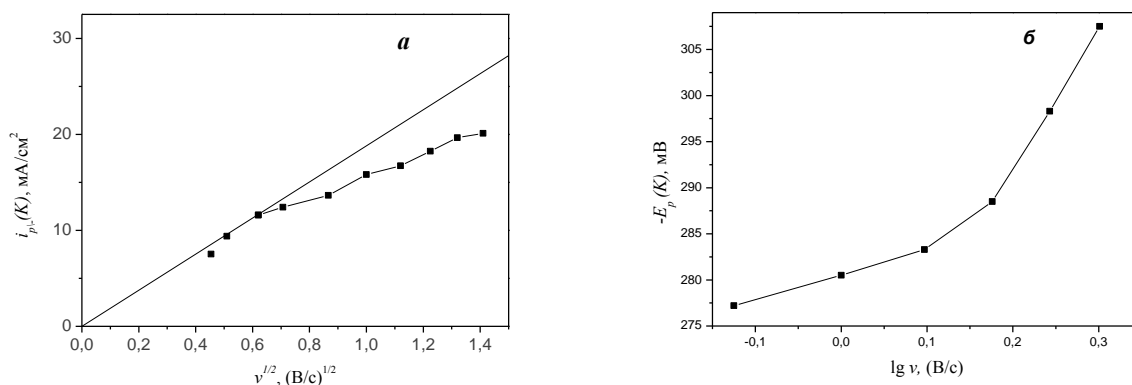 a
30
20
10
0
i_p|-(K), мА/см²
0,0 0,2 0,4 0,6 0,8 1,0 1,2 1,4
v^{1/2}, (В/с)^{1/2}
б
305
300
295
290
285
280
275
-E_p (K), мВ
-0,1 0,0 0,1 0,2 0,3
lg v, (В/с)